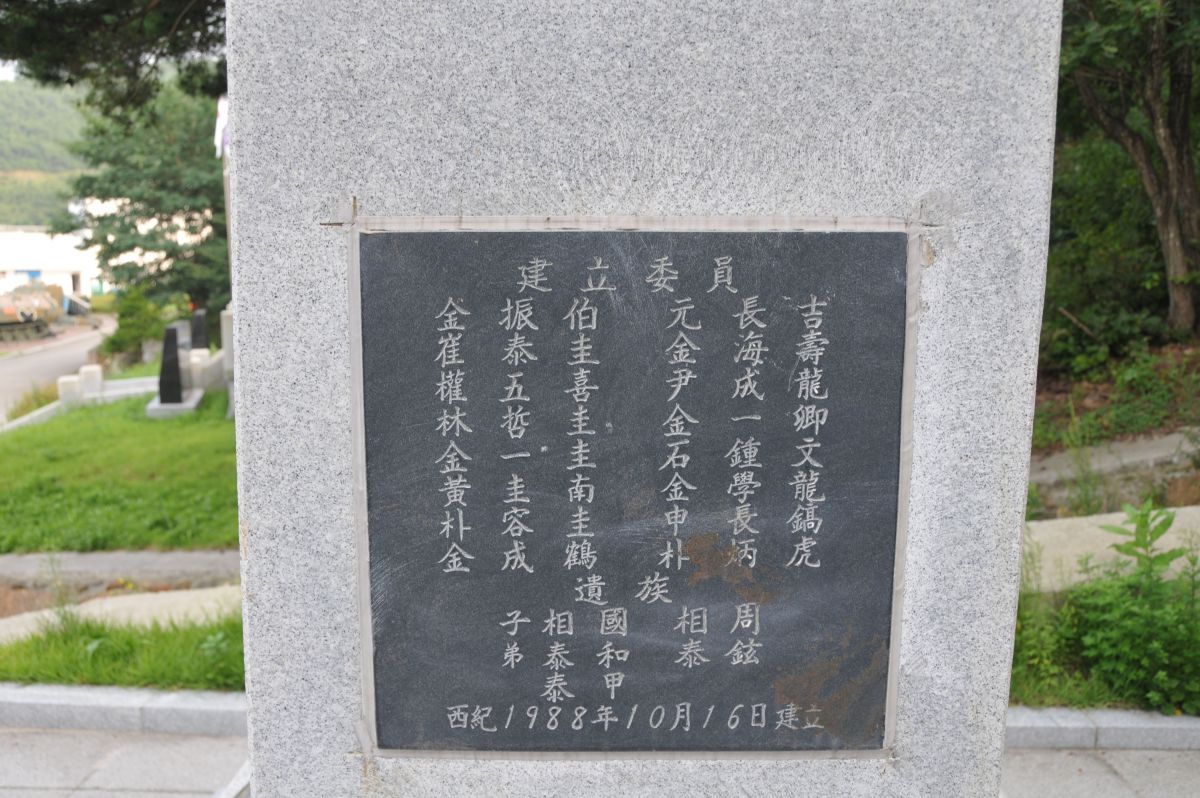 建立委員
金振伯 元長吉
崔泰圭 金海壽
權五喜 尹成龍
林哲圭 金一卿
金一圭 石鍾文
黃圭南 金學龍
朴容圭 申長鎬
金成鶴 朴炳虎
遺族
子 相國 相周
弟 泰和 泰鉉
泰甲
西紀1988年10月16日建立